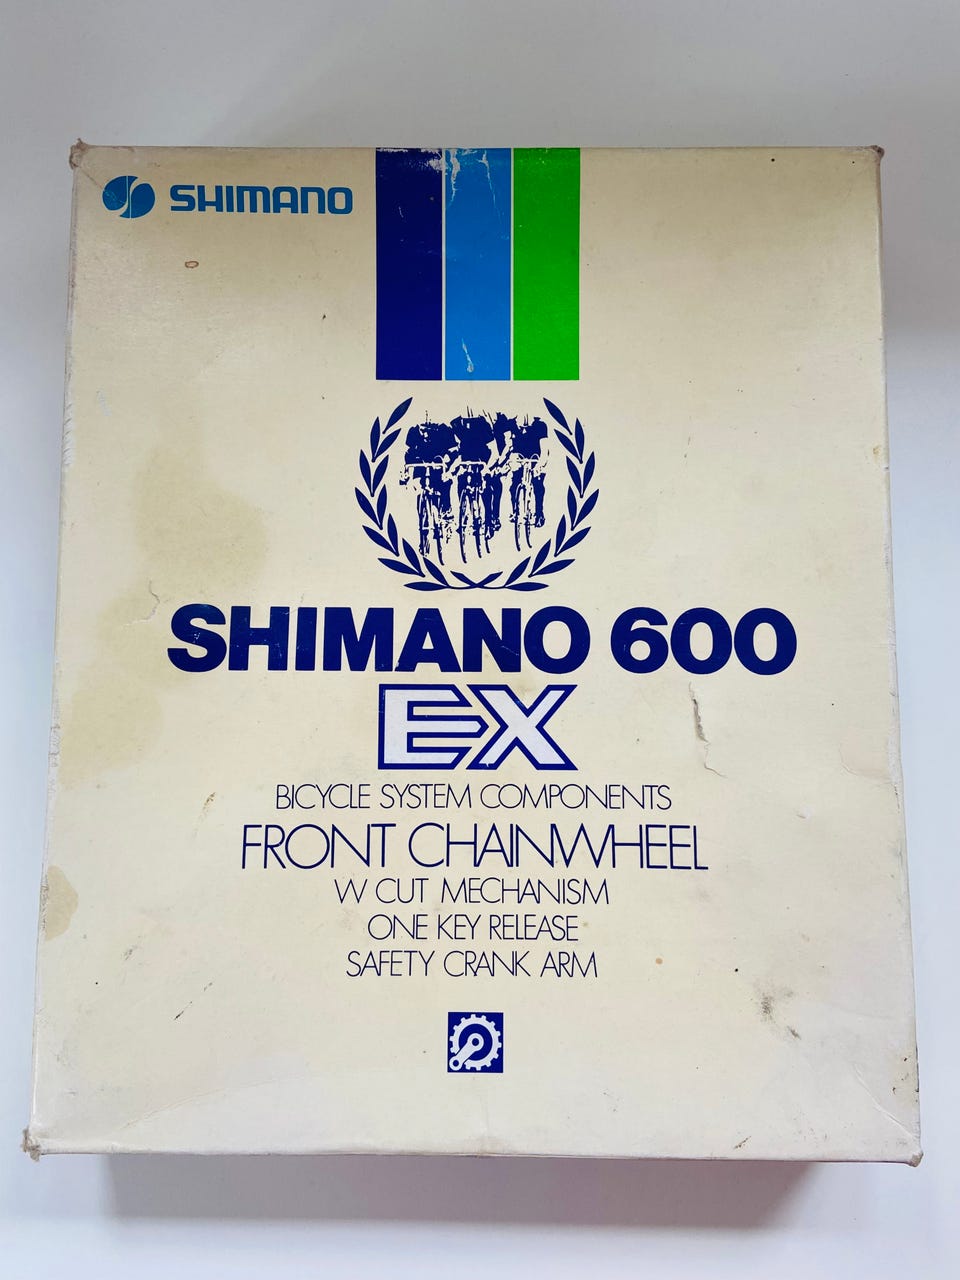 SHIMANO
SHIMANO 600
EX
BICYCLE SYSTEM COMPONENTS
FRONT CHAINWHEEL
W CUT MECHANISM
ONE KEY RELEASE
SAFETY CRANK ARM